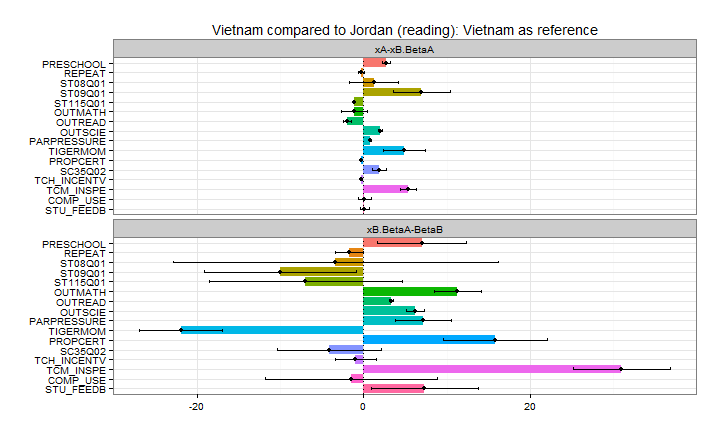 Vietnam compared to Jordan (reading): Vietnam as reference
xA-xB.BetaA
PRESCHOOL
REPEAT
ST08Q01
ST09Q01
ST115Q01
OUTMATH
OUTREAD
OUTSCIE
PARPRESSURE
TIGERMOM
PROPCERT
SC35Q02
TCH_INCENTV
TCM_INSPE
COMP_USE
STU_FEEDB
xB.BetaA-BetaB
PRESCHOOL
REPEAT
ST08Q01
ST09Q01
ST115Q01
OUTMATH
OUTREAD
OUTSCIE
PARPRESSURE
TIGERMOM
PROPCERT
SC35Q02
TCH_INCENTV
TCM_INSPE
COMP_USE
STU_FEEDB
-20 0 20